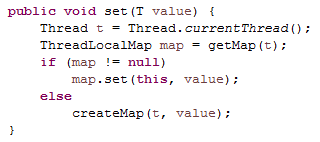 public void set(T value) {
    Thread t = Thread.currentThread();
    ThreadLocalMap map = getMap(t);
    if (map != null)
        map.set(this, value);
    else
        createMap(t, value);
}